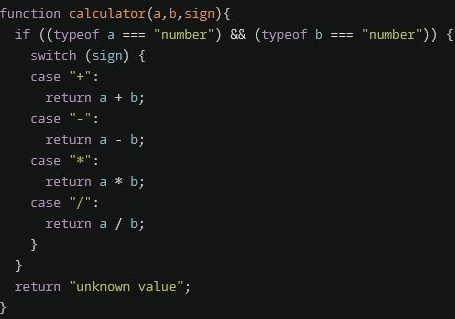 function calculator(a,b,sign){
  if ((typeof a === "number") && (typeof b === "number")) {
    switch (sign) {
    case "+":
      return a + b;
    case "-":
      return a - b;
    case "*":
      return a * b;
    case "/":
      return a / b;
    }
  }
  return "unknown value";
}